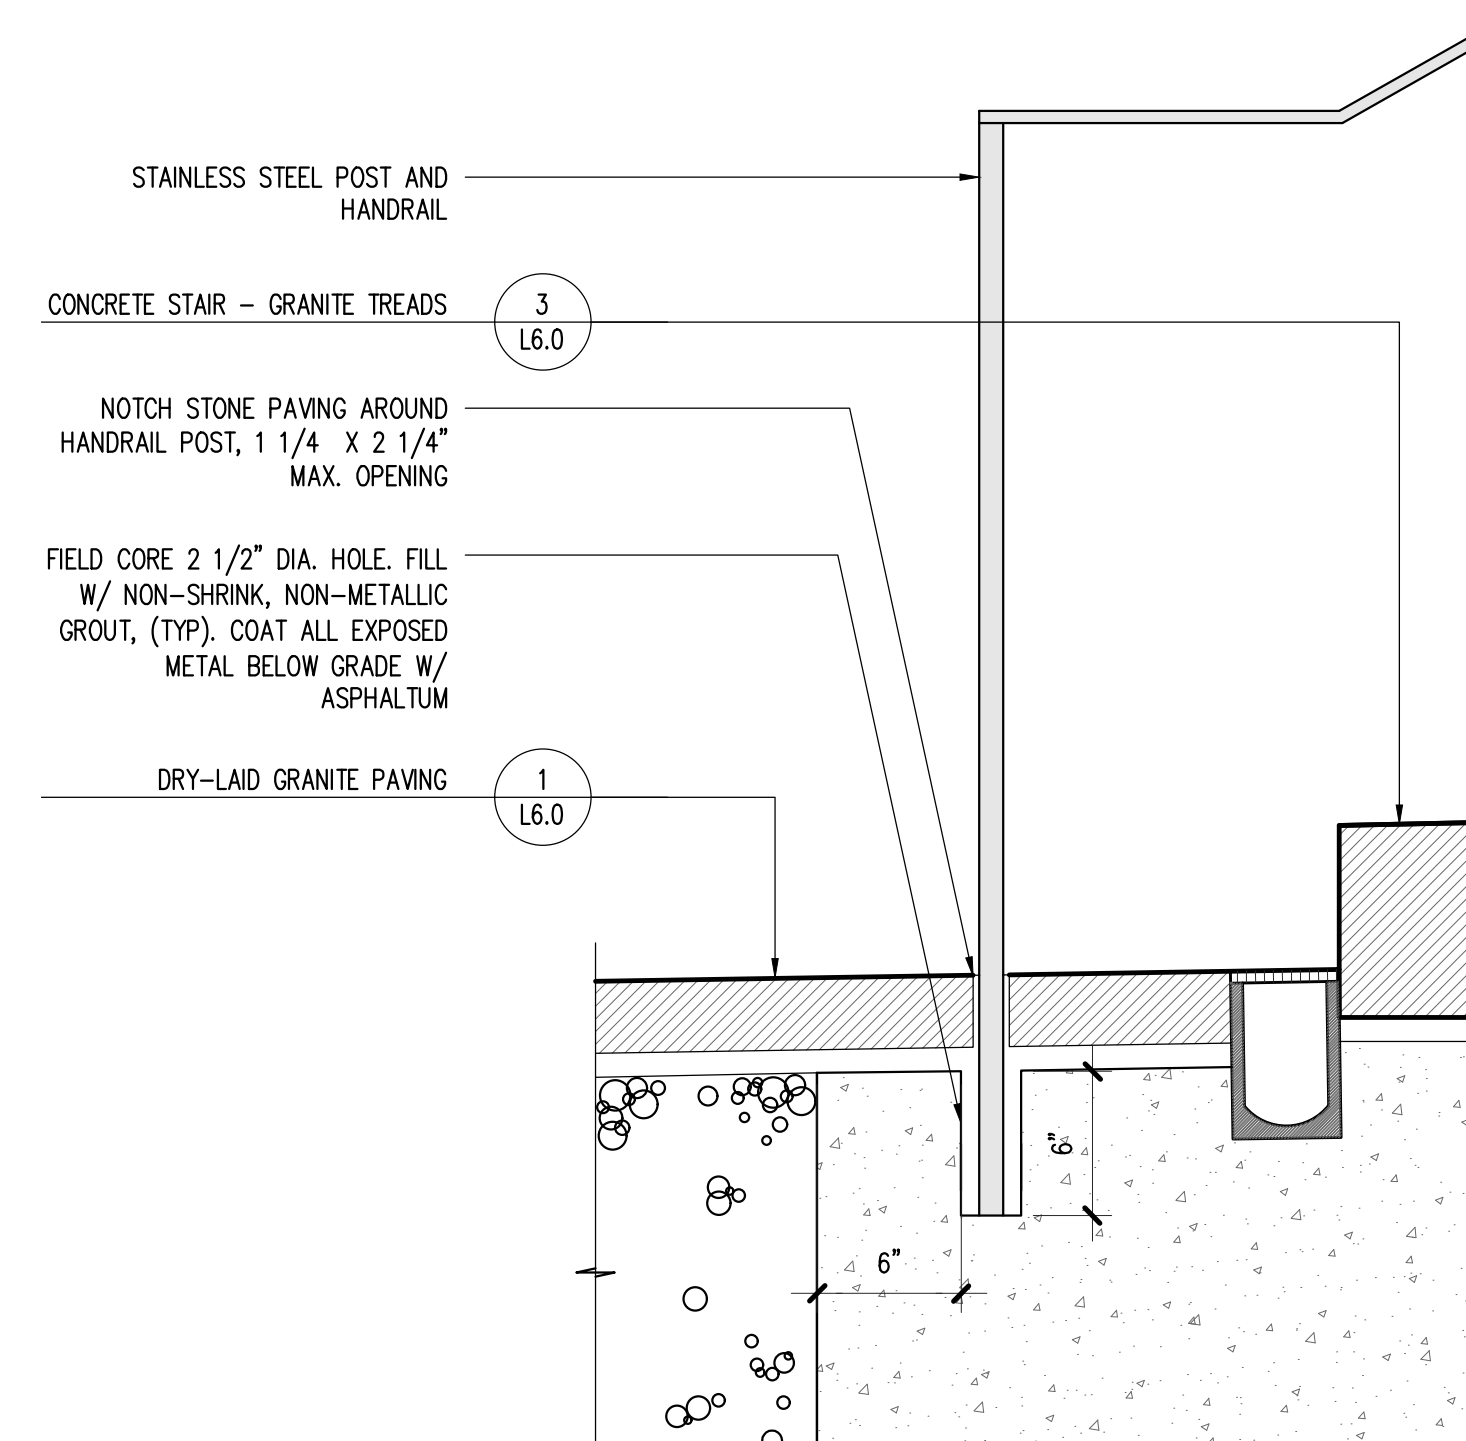 STAINLESS STEEL POST AND
HANDRAIL
CONCRETE STAIR – GRANITE TREADS
3
L6.0
NOTCH STONE PAVING AROUND
HANDRAIL POST, 1 1/4  X 2 1/4"
MAX. OPENING
FIELD CORE 2 1/2" DIA. HOLE. FILL
W/ NON–SHRINK, NON–METALLIC
GROUT, (TYP). COAT ALL EXPOSED
METAL BELOW GRADE W/
ASPHALTUM
DRY–LAID GRANITE PAVING
1
L6.0
6"
6"